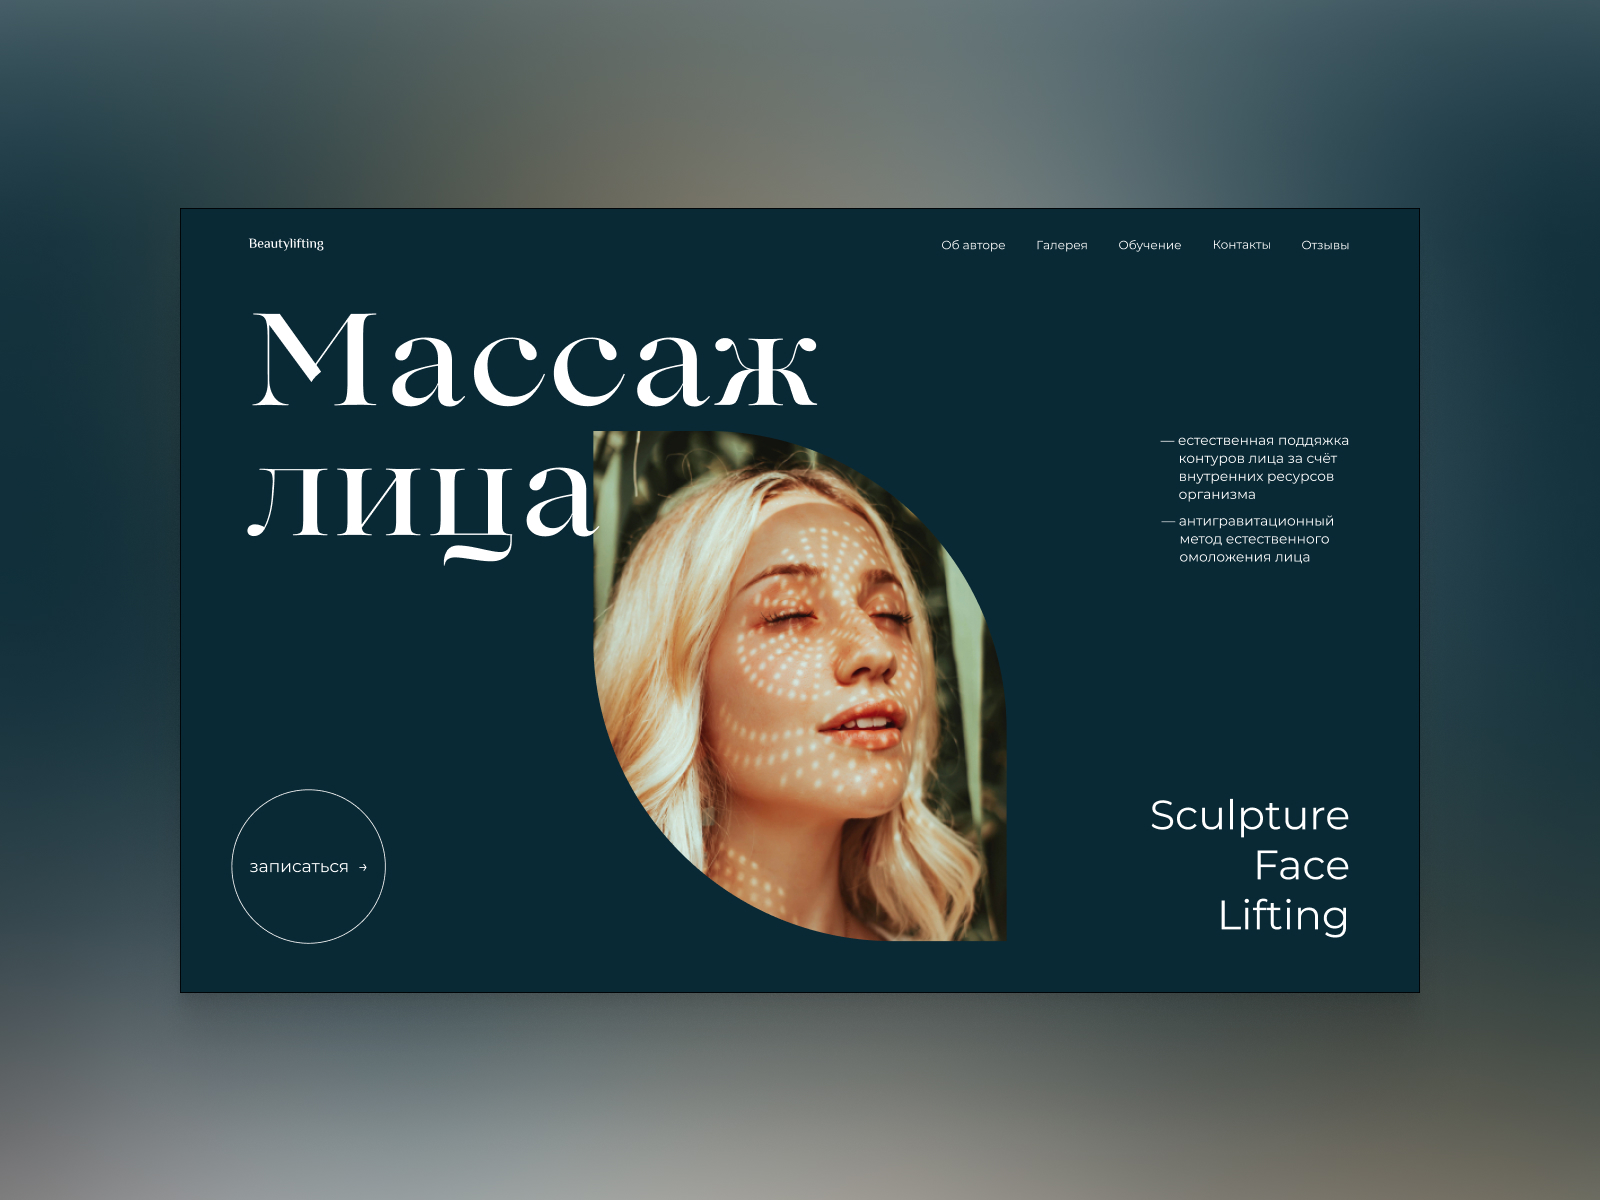 Beautylifting
Об авторе Галерея Обучение Контакты Отзывы
Массаж
лица
— естественная поддяжка
контуров лица за счёт
внутренних ресурсов
организма
— антигравитационный
метод естественного
омоложения лица
записаться →
Sculpture
Face
Lifting